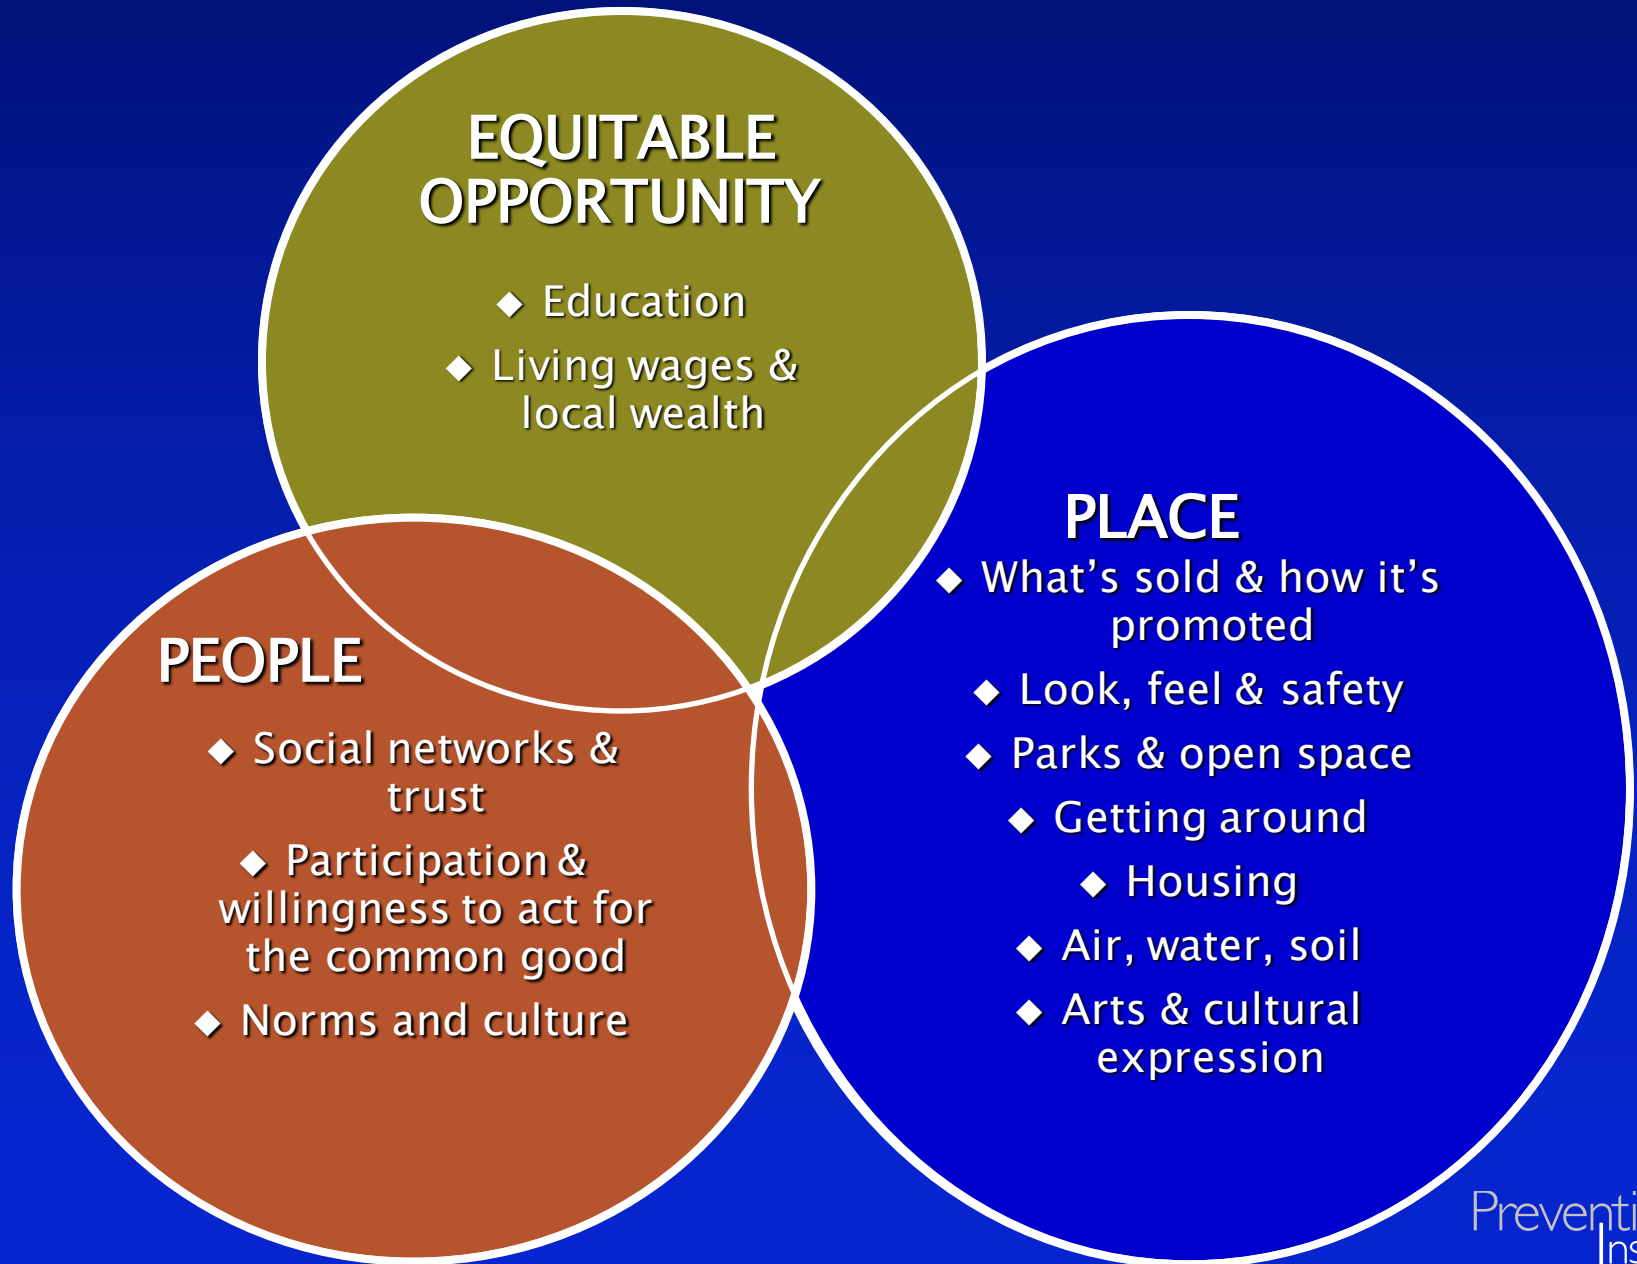 EQUITABLE
OPPORTUNITY
◆ Education
◆ Living wages &
local wealth
PEOPLE
◆ Social networks &
trust
◆ Participation &
willingness to act for
the common good
◆ Norms and culture
PLACE
◆ What’s sold & how it’s
promoted
◆ Look, feel & safety
◆ Parks & open space
◆ Getting around
◆ Housing
◆ Air, water, soil
◆ Arts & cultural
expression